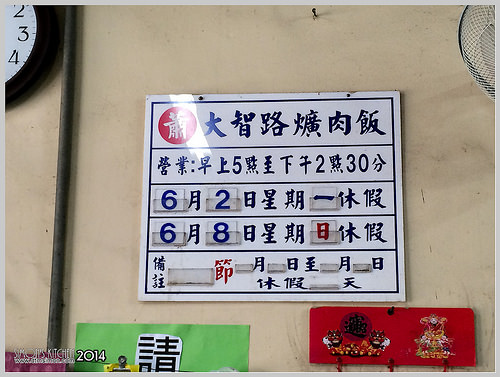 2
3
4
蕭 大智路爌肉飯
營業:早上5點至下午2點30分
6月2日星期一休假
6月8日星期日休假
備註 節 月 日至 月 日
休假 天
請
2014